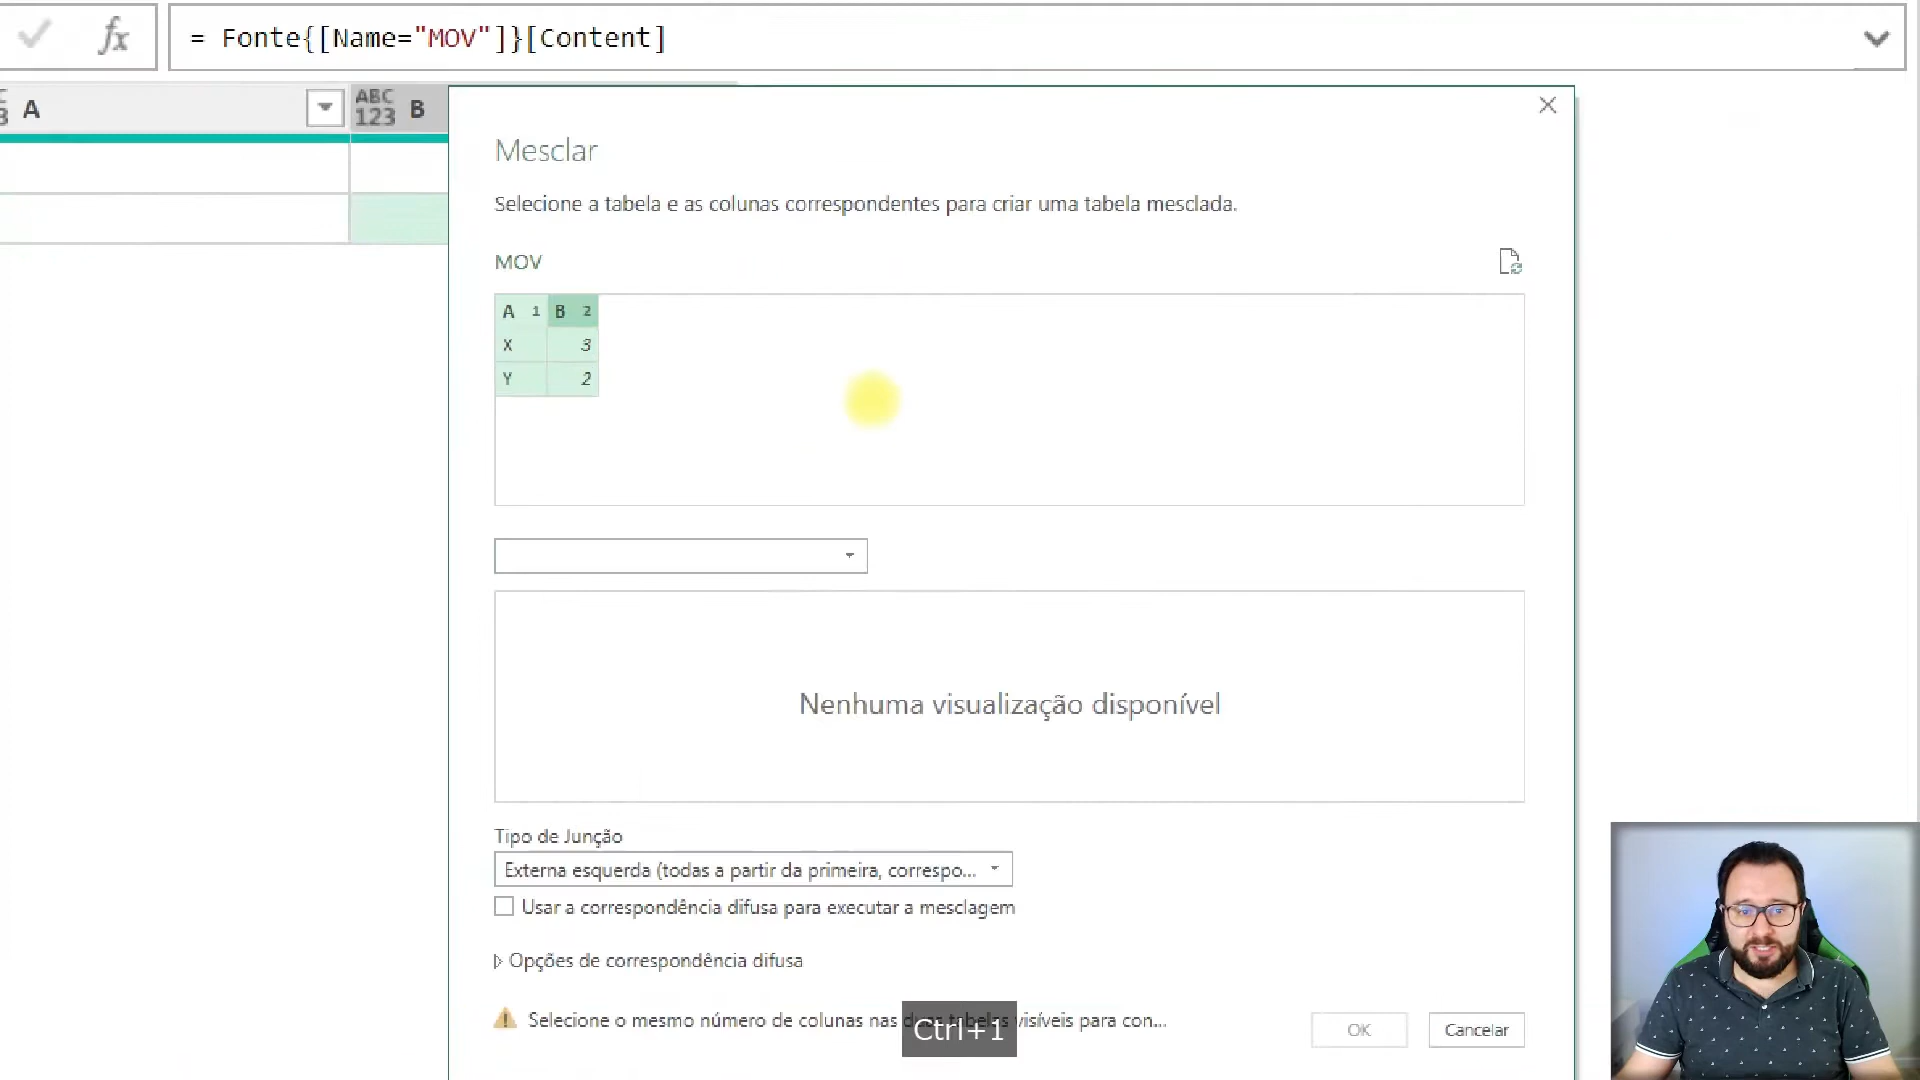 fx
= Fonte{[Name="MOV"]}[Content]
A
ABC
123
B
Mesclar
Selecione a tabela e as colunas correspondentes para criar uma tabela mesclada.
MOV
A 1 B 2
X 3
Y 2
Nenhuma visualização disponível
Tipo de Junção
Externa esquerda (todas a partir da primeira, correspo...
Usar a correspondência difusa para executar a mesclagem
Opções de correspondência difusa
Selecione o mesmo número de colunas nas duas tabelas visíveis para con...
Ctrl+1
OK
Cancelar